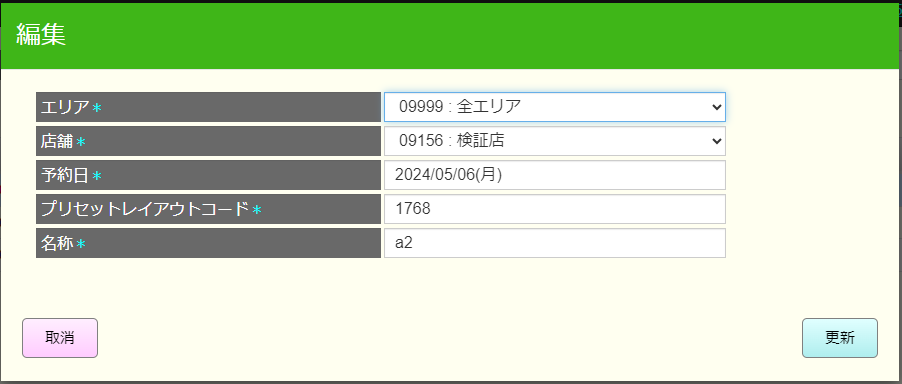 編集
エリア* 09999 : 全エリア
店舗* 09156 : 検証店
予約日* 2024/05/06(月)
プリセットレイアウトコード* 1768
名称* a2
取消 更新